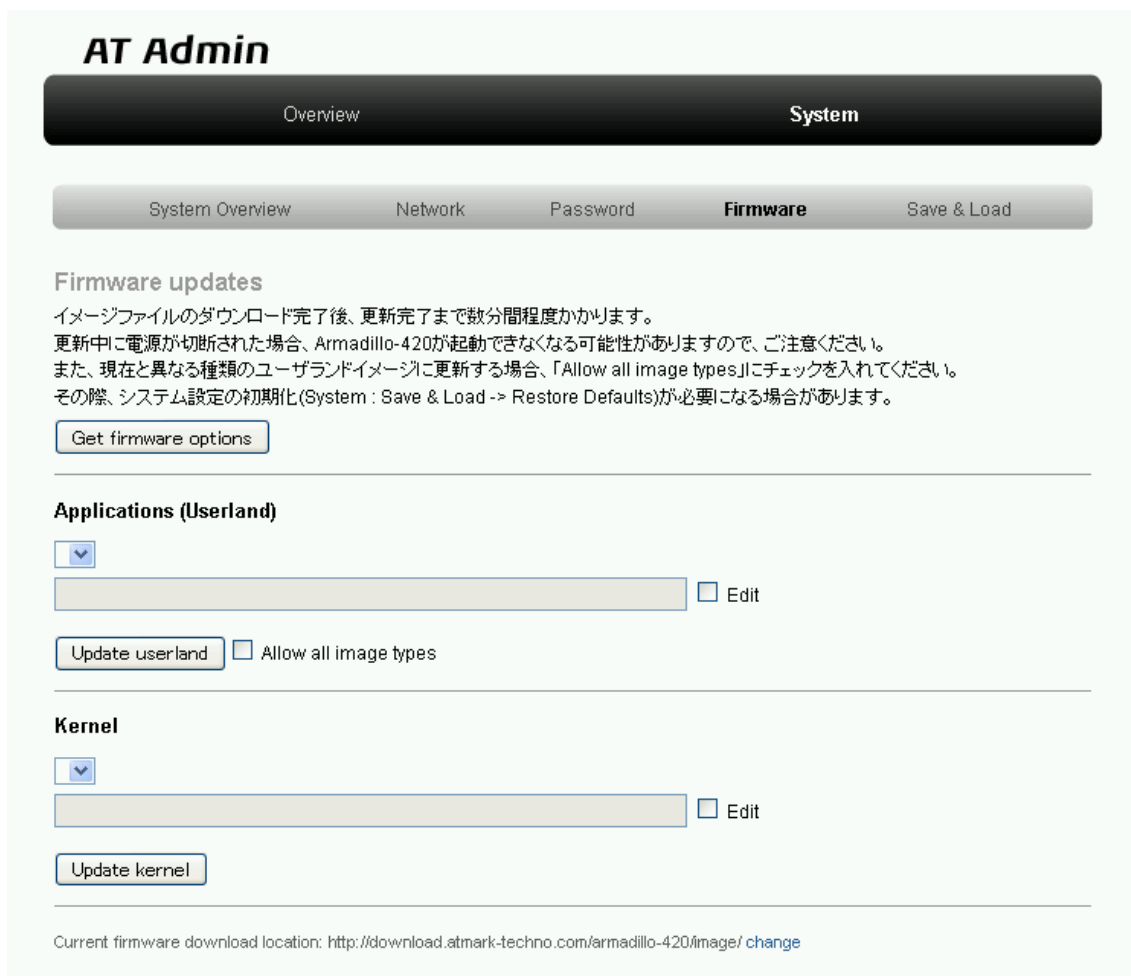 AT Admin
Overview System
System Overview Network Password Firmware Save & Load
Firmware updates
イメージファイルのダウンロード完了後、更新完了まで数分間程度かかります。
更新中に電源が切断された場合、Armadillo-420が起動できなくなる可能性がありますので、ご注意ください。
また、現在と異なる種類のユーザランドイメージに更新する場合、「Allow all image types」にチェックを入れてください。
その際、システム設定の初期化(System : Save & Load -> Restore Defaults)が必要になる場合があります。
Get firmware options
Applications (Userland)
Edit
Update userland Allow all image types
Kernel
Edit
Update kernel
Current firmware download location: http://download.atmark-techno.com/armadillo-420/image/ change